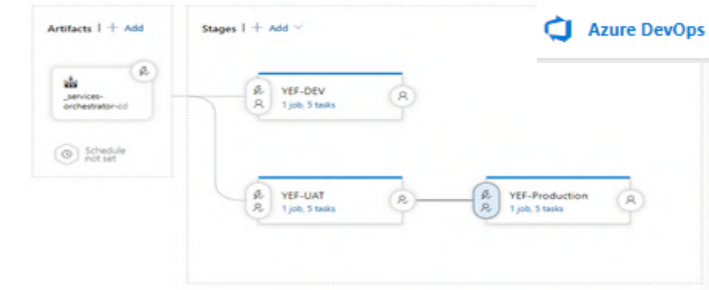 Artifacts | + Add
Stages | + Add
Azure DevOps
_services-
orchestrator-cd
Schedule
not set
YEF-DEV
1 job, 5 tasks
YEF-UAT
1 job, 5 tasks
YEF-Production
1 job, 5 tasks